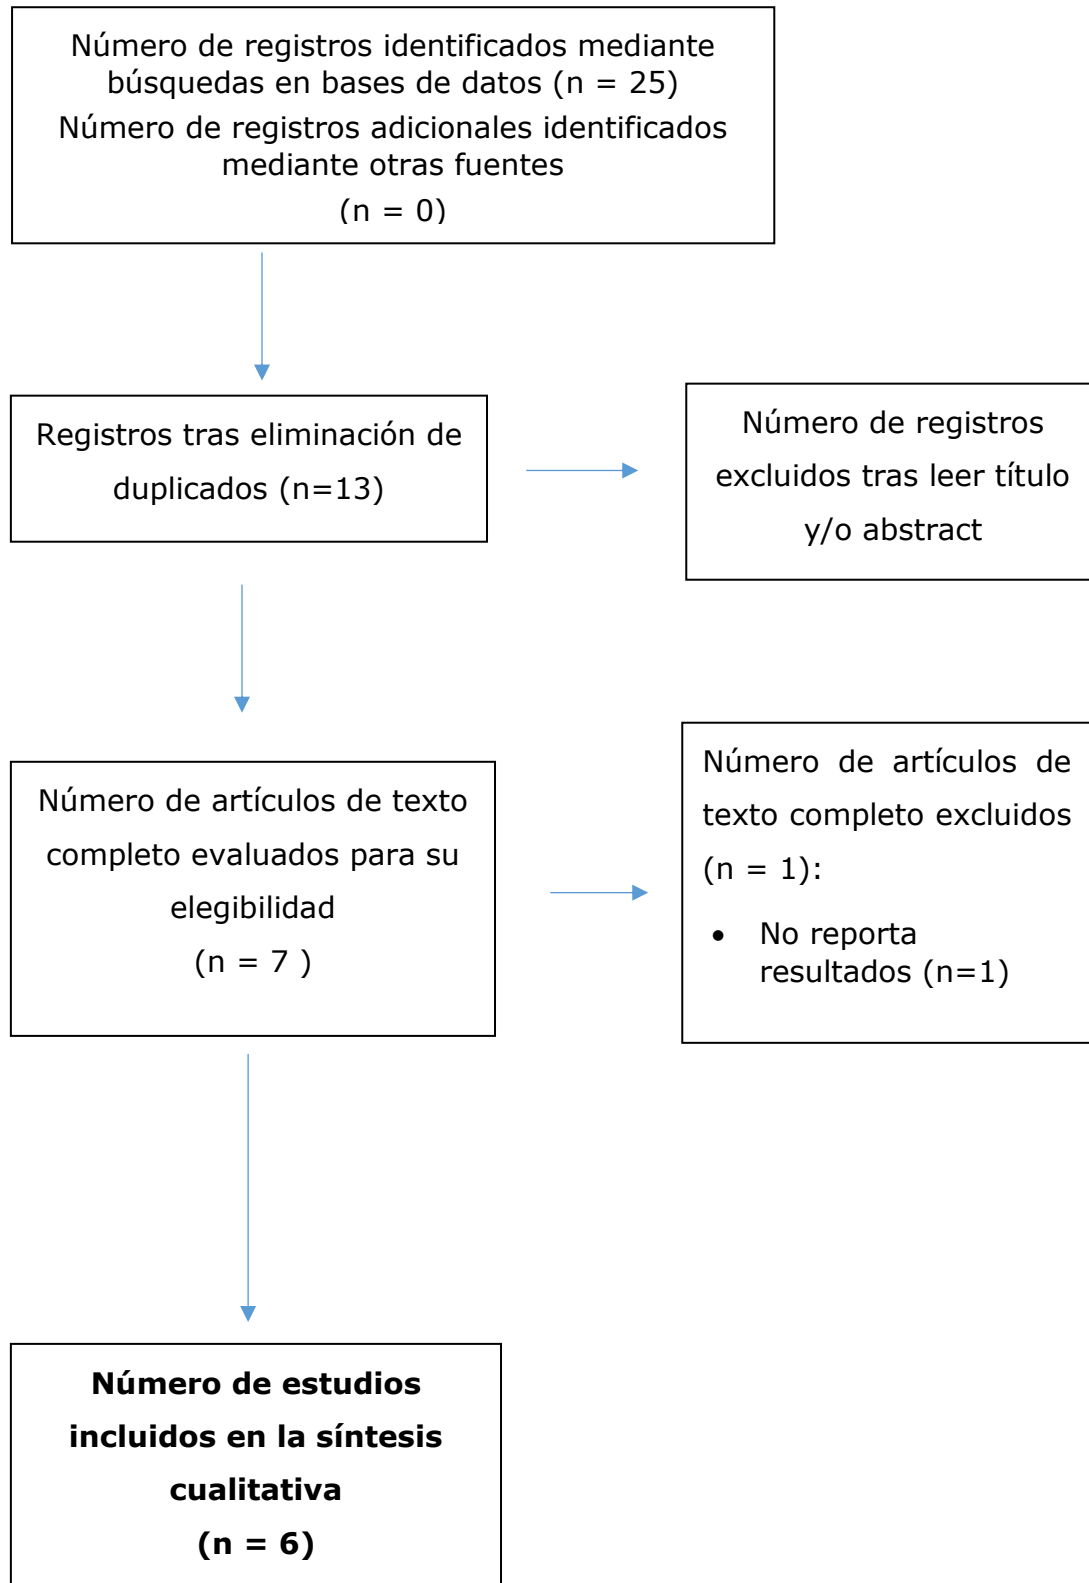 Número de registros identificados mediante
búsquedas en bases de datos (n = 25)
Número de registros adicionales identificados
mediante otras fuentes
(n = 0)
Registros tras eliminación de
duplicados (n=13)
Número de registros
excluidos tras leer título
y/o abstract
Número de artículos de texto
completo evaluados para su
elegibilidad
(n = 7 )
Número de artículos de
texto completo excluidos
(n = 1):
• No reporta
resultados (n=1)
Número de estudios
incluidos en la síntesis
cualitativa
(n = 6)